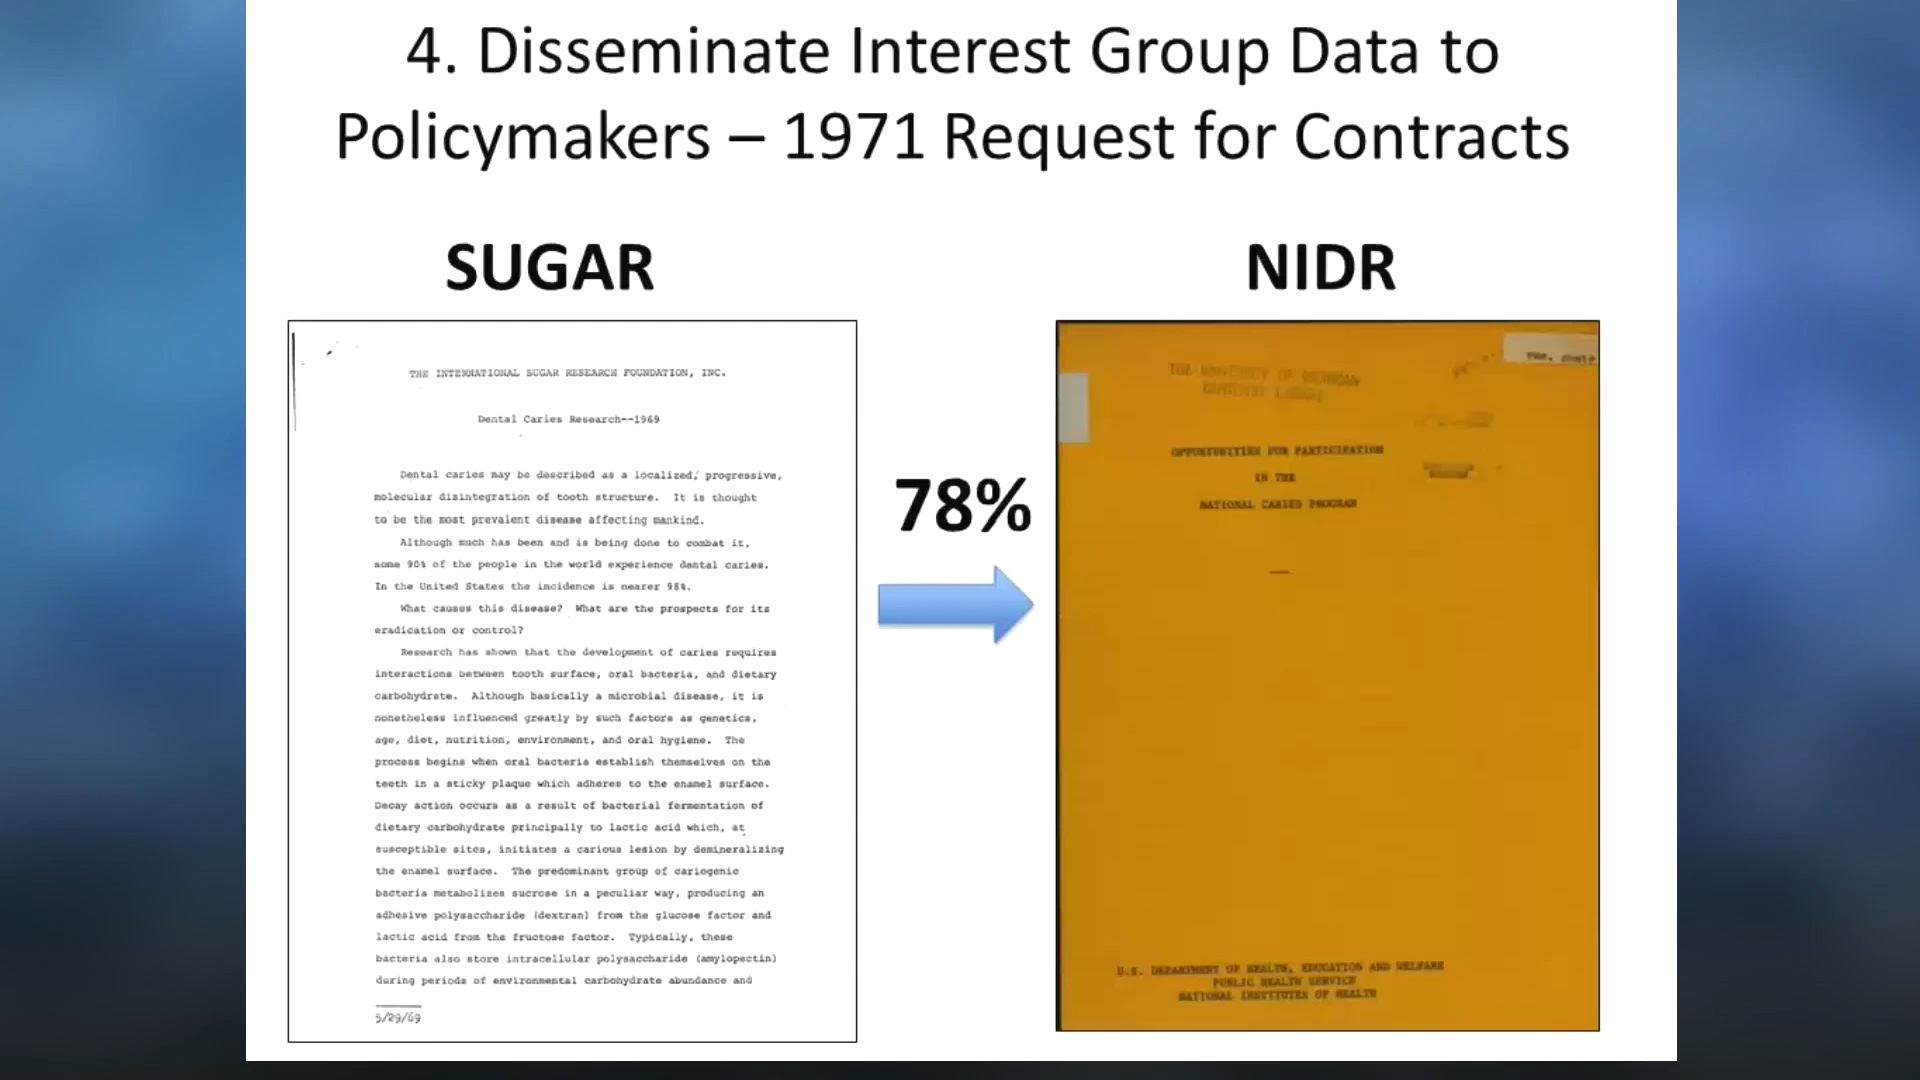 4. Disseminate Interest Group Data to
Policymakers – 1971 Request for Contracts
SUGAR
NIDR
THE INTERNATIONAL SUGAR RESEARCH FOUNDATION, INC.
Dental Caries Research--1969
Dental caries may be described as a localized, progressive,
molecular disintegration of tooth structure. It is thought
to be the most prevalent disease affecting mankind.
Although much has been and is being done to combat it,
some 90% of the people in the world experience dental caries.
In the United States the incidence is nearer 98%.
What causes this disease? What are the prospects for its
eradication or control?
Research has shown that the development of caries requires
interactions between tooth surface, oral bacteria, and dietary
carbohydrate. Although basically a microbial disease, it is
nonetheless influenced greatly by such factors as genetics,
age, diet, nutrition, environment, and oral hygiene. The
process begins when oral bacteria establish themselves on the
teeth in a sticky plaque which adheres to the enamel surface.
Decay action occurs as a result of bacterial fermentation of
dietary carbohydrate principally to lactic acid which, at
susceptible sites, initiates a carious lesion by demineralizing
the enamel surface. The predominant group of cariogenic
bacteria metabolizes sucrose in a peculiar way, producing an
adhesive polysaccharide (dextran) from the glucose factor and
lactic acid from the fructose factor. Typically, these
bacteria also store intracellular polysaccharide (amylopectin)
during periods of environmental carbohydrate abundance and
5/29/69
78%
THE UNIVERSITY OF MICHIGAN
OPPORTUNITIES FOR PARTICIPATION
IN THE
NATIONAL CARIES PROGRAM
U.S. DEPARTMENT OF HEALTH, EDUCATION AND WELFARE
PUBLIC HEALTH SERVICE
NATIONAL INSTITUTES OF HEALTH